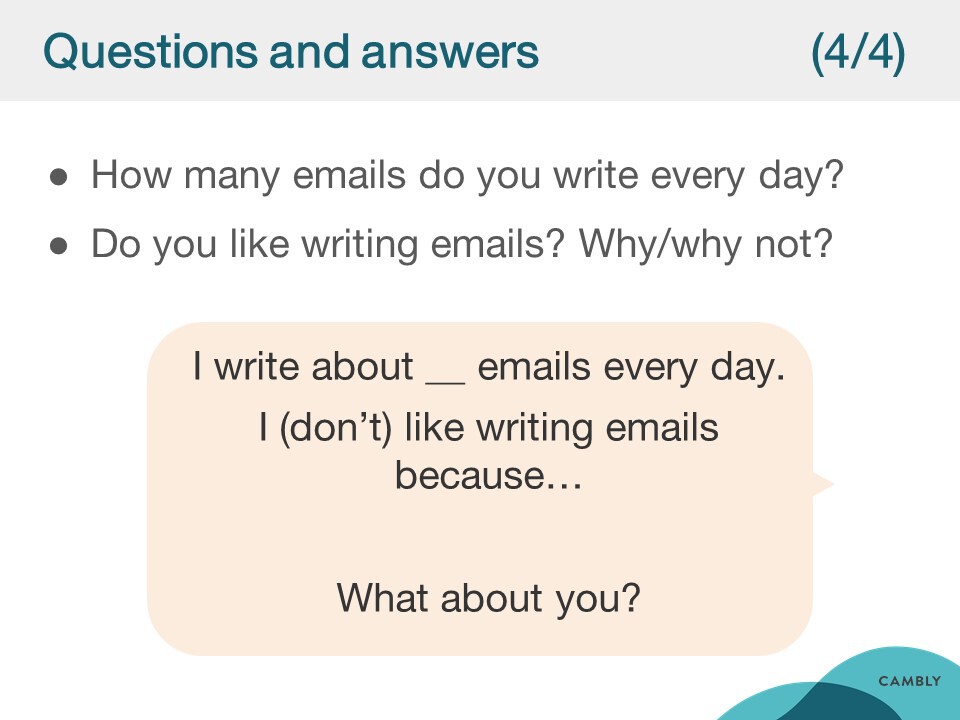 Questions and answers (4/4)
● How many emails do you write every day?
● Do you like writing emails? Why/why not?
I write about __ emails every day.
I (don’t) like writing emails
because…
What about you?
CAMBLY